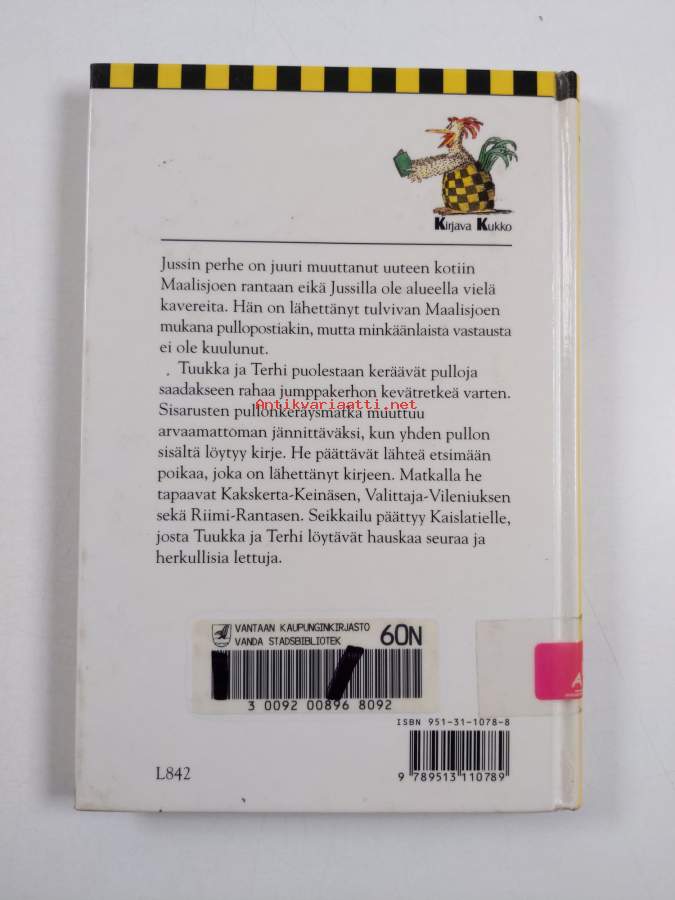 Kirjava Kukko
Jussin perhe on juuri muuttanut uuteen kotiin
Maalisjoen rantaan eikä Jussilla ole alueella vielä
kavereita. Hän on lähettänyt tulvivan Maalisjoen
mukana pullopostiakin, mutta minkäänlaista vastausta
ei ole kuulunut.
Tuukka ja Terhi puolestaan keräävät pulloja
saadakseen rahaa jumppakerhon kevätretkeä varten.
Antikvariaatti.net
Sisarusten pullonkeräysmatka muuttuu
arvaamattoman jännittäväksi, kun yhden pullon
sisältä löytyy kirje. He päättävät lähteä etsimään
poikaa, joka on lähettänyt kirjeen. Matkalla he
tapaavat Kakskerta-Keinäsen, Valittaja-Vileniuksen
sekä Riimi-Rantasen. Seikkailu päättyy Kaislatielle,
josta Tuukka ja Terhi löytävät hauskaa seuraa ja
herkullisia lettuja.
VANTAAN KAUPUNGINKIRJASTO
VANDA STADSBIBLIOTEK
60N
3 0092 00896 8092
ISBN 951-31-1078-8
9 789513 110789
L842